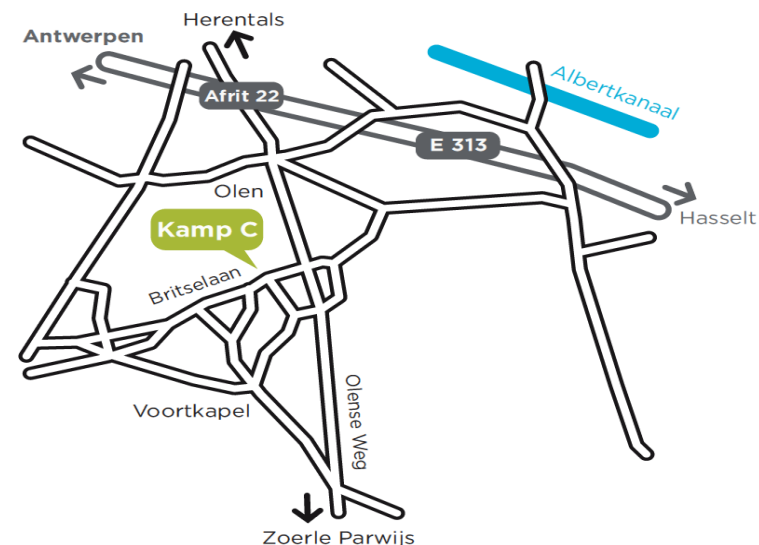 Herentals
Antwerpen
Afrit 22
Albertkanaal
E 313
Olen
Hasselt
Kamp C
Britselaan
Voortkapel
Olense Weg
Zoerle Parwijs